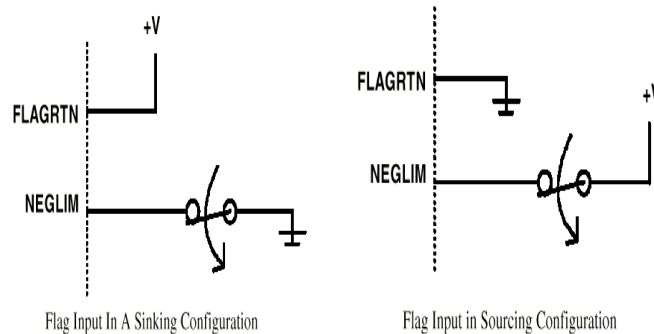 +V
FLAGRTN
NEGLIM
Flag Input In A Sinking Configuration
FLAGRTN
+V
NEGLIM
Flag Input in Sourcing Configuration